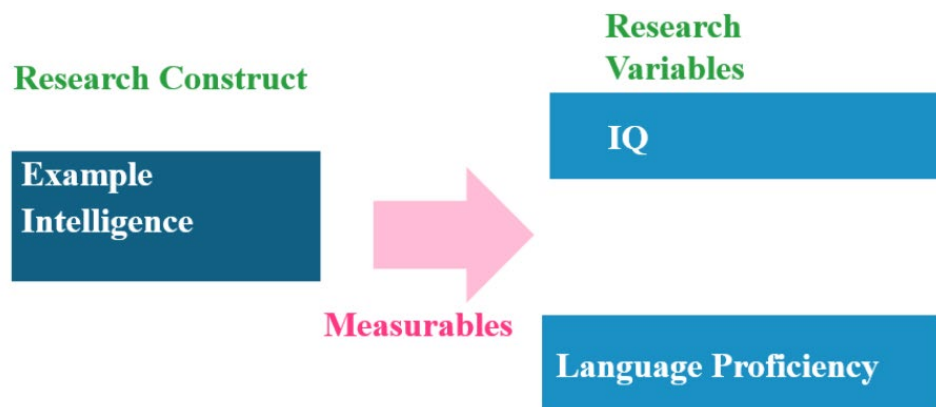 Research Construct
Example
Intelligence
Measurables
Research
Variables
IQ
Language Proficiency